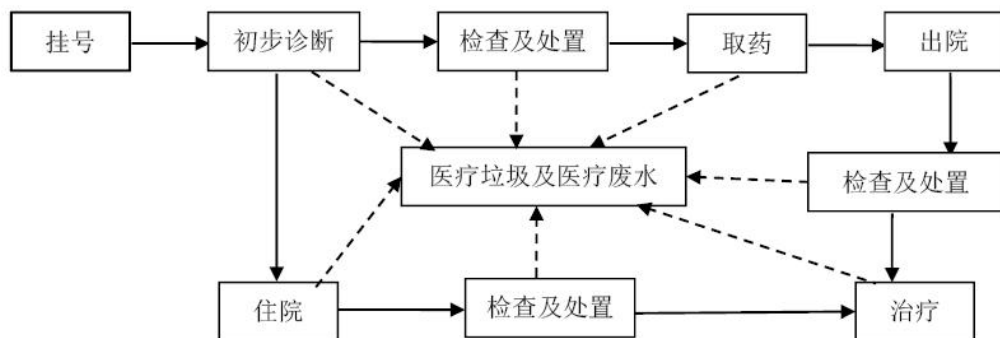 挂号
初步诊断
检查及处置
取药
出院
医疗垃圾及医疗废水
检查及处置
住院
检查及处置
治疗